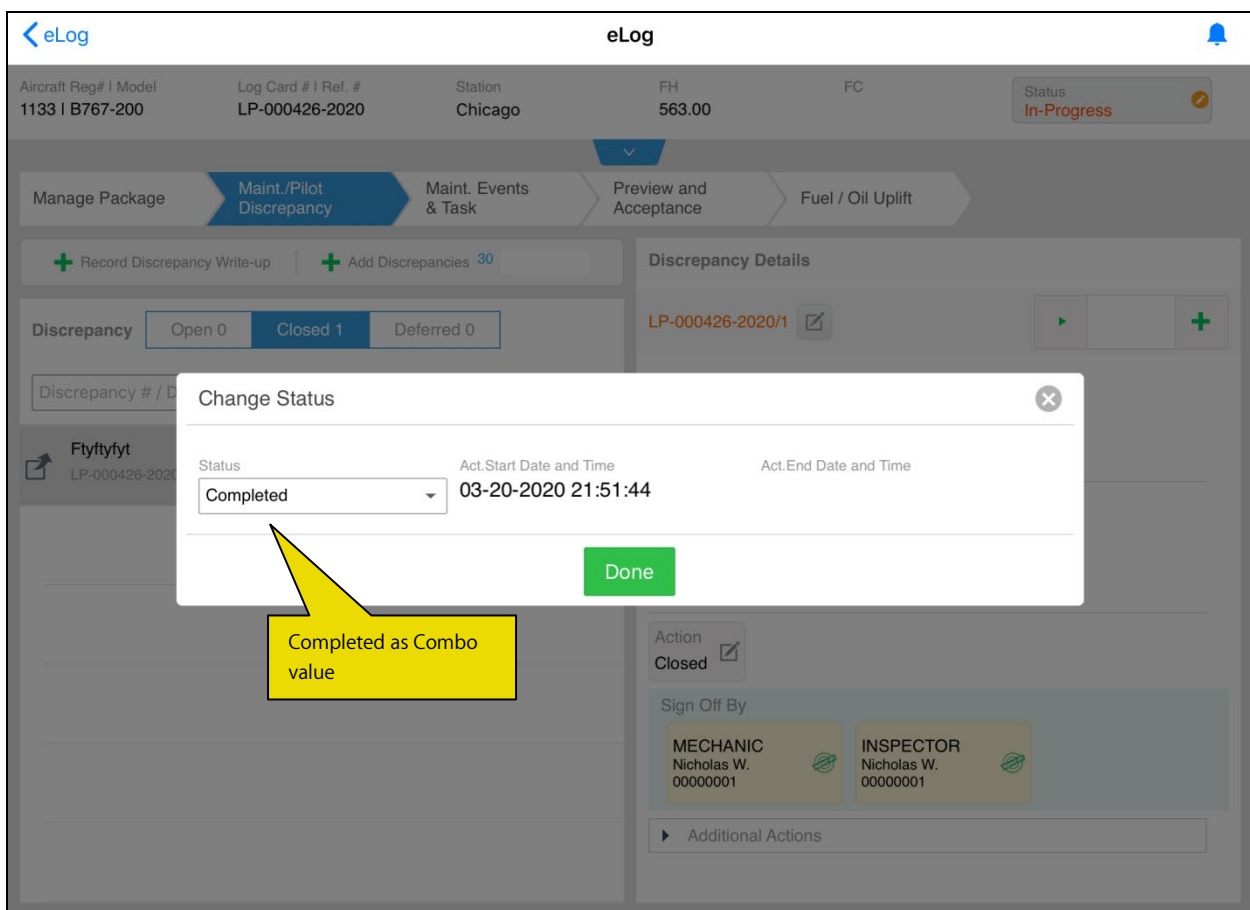 eLog
eLog
Aircraft Reg# | Model
1133 | B767-200
Log Card # | Ref. #
LP-000426-2020
Station
Chicago
FH
563.00
FC
Status
In-Progress
Manage Package
Maint./Pilot
Discrepancy
Maint. Events
& Task
Preview and
Acceptance
Fuel / Oil Uplift
Record Discrepancy Write-up
Add Discrepancies 30
Discrepancy Details
Discrepancy
Open 0
Closed 1
Deferred 0
LP-000426-2020/1
Discrepancy # / D
Ftyftyfyt
LP-000426-2020
Change Status
Status
Completed
Act.Start Date and Time
03-20-2020 21:51:44
Act.End Date and Time
Done
Completed as Combo
value
Action
Closed
Sign Off By
MECHANIC
Nicholas W.
00000001
INSPECTOR
Nicholas W.
00000001
Additional Actions